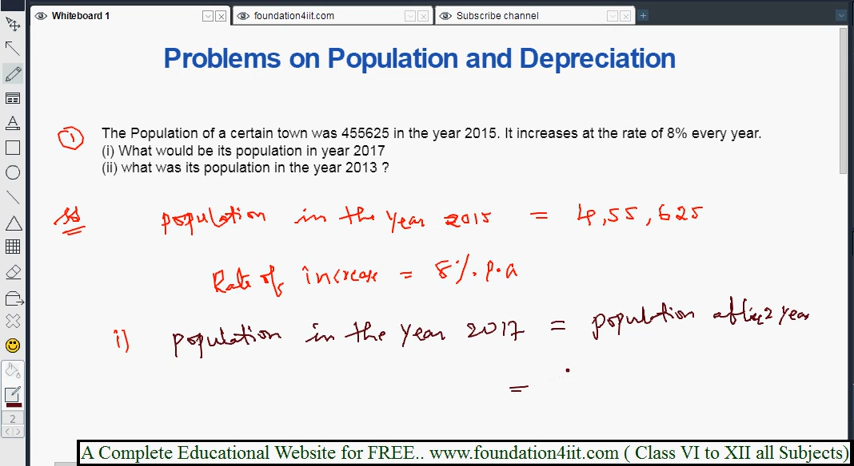 Whiteboard 1
foundation4iit.com
Subscribe channel
Problems on Population and Depreciation
1
The Population of a certain town was 455625 in the year 2015. It increases at the rate of 8% every year.
(i) What would be its population in year 2017
(ii) what was its population in the year 2013 ?
population in the year 2015 = 4,55,625
Rate of increase = 8%. p.a
i) population in the year 2017 = population after 2 year
=
2
A Complete Educational Website for FREE.. www.foundation4iit.com ( Class VI to XII all Subjects)